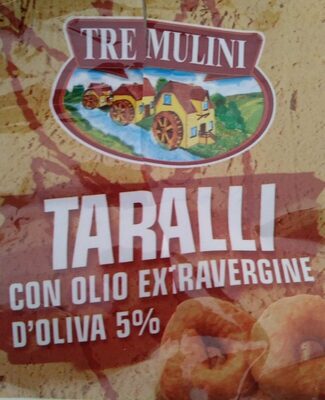 TRE MULINI
TARALLI
CON OLIO EXTRAVERGINE
D'OLIVA 5%